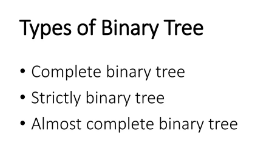 Types of Binary Tree
• Complete binary tree
• Strictly binary tree
• Almost complete binary tree